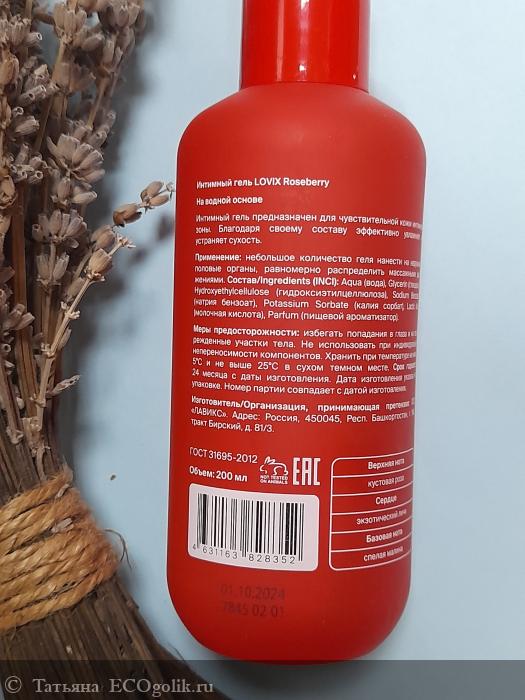 Интимный гель LOVIX Roseberry
На водной основе
Интимный гель предназначен для чувствительной кожи
зоны. Благодаря своему составу эффективно
устраняет сухость.
Применение: небольшое количество геля нанести на
половые органы, равномерно распределить массажными
жениями. Состав/Ingredients (INCI): Aqua (вода), Glycerin
Hydroxyethylcellulose (гидроксиэтилцеллюлоза), Sodium
(натрия бензоат), Potassium Sorbate (калия сорбат), Lactic
(молочная кислота), Parfum (пищевой ароматизатор).
Меры предосторожности: избегать попадания в глаза и на
режденные участки тела. Не использовать при
непереносимости компонентов. Хранить при температуре не
5°C и не выше 25°C в сухом темном месте. Срок
24 месяца с даты изготовления. Дата изготовления
упаковке. Номер партии совпадает с датой изготовления.
Изготовитель/Организация, принимающая
«ЛАВИКС». Адрес: Россия, 450045, Респ. Башкортостан, г.
тракт Бирский, д. 81/3.
ГОСТ 31695-2012
NOT TESTED
ON ANIMALS
EAC
Объем: 200 мл
Верхняя нота
кустовая роза
Сердце
экзотический личи
Базовая нота
спелая малина
4 631163 828352
01.10.2024
7845 02 01
© Татьяна ECOgolik.ru